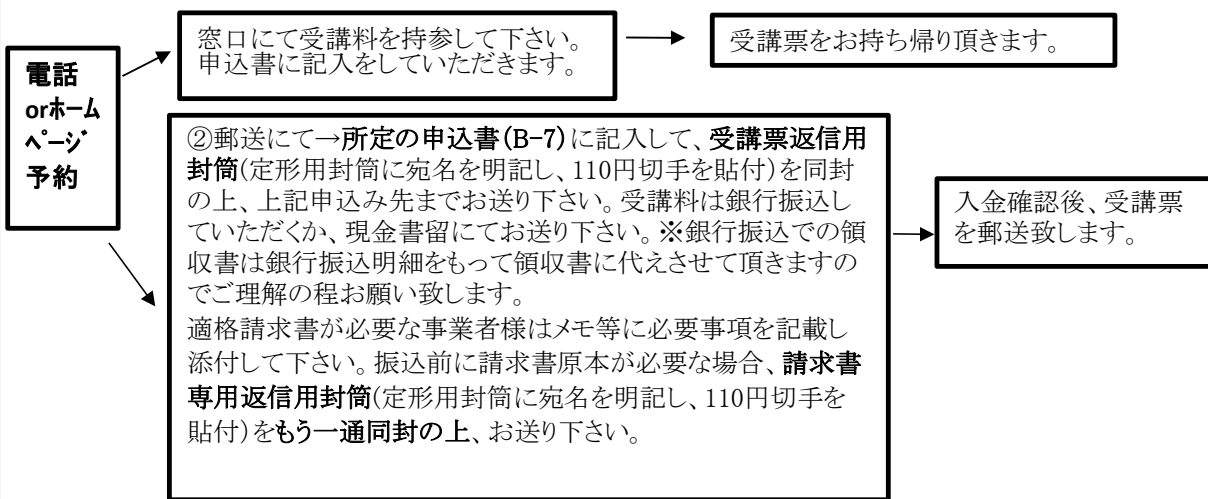 電話
orホーム
ページ
予約
窓口にて受講料を持参して下さい。
申込書に記入をしていただきます。
受講票をお持ち帰り頂きます。
②郵送にて→所定の申込書(B-7)に記入して、受講票返信用
封筒(定形用封筒に宛名を明記し、110円切手を貼付)を同封
の上、上記申込み先までお送り下さい。受講料は銀行振込し
ていただくか、現金書留にてお送り下さい。※銀行振込での領
収書は銀行振込明細をもって領収書に代えさせて頂きますの
でご理解の程お願い致します。
適格請求書が必要な事業者様はメモ等に必要事項を記載し
添付して下さい。振込前に請求書原本が必要な場合、請求書
専用返信用封筒(定形用封筒に宛名を明記し、110円切手を
貼付)をもう一通同封の上、お送り下さい。
入金確認後、受講票
を郵送致します。